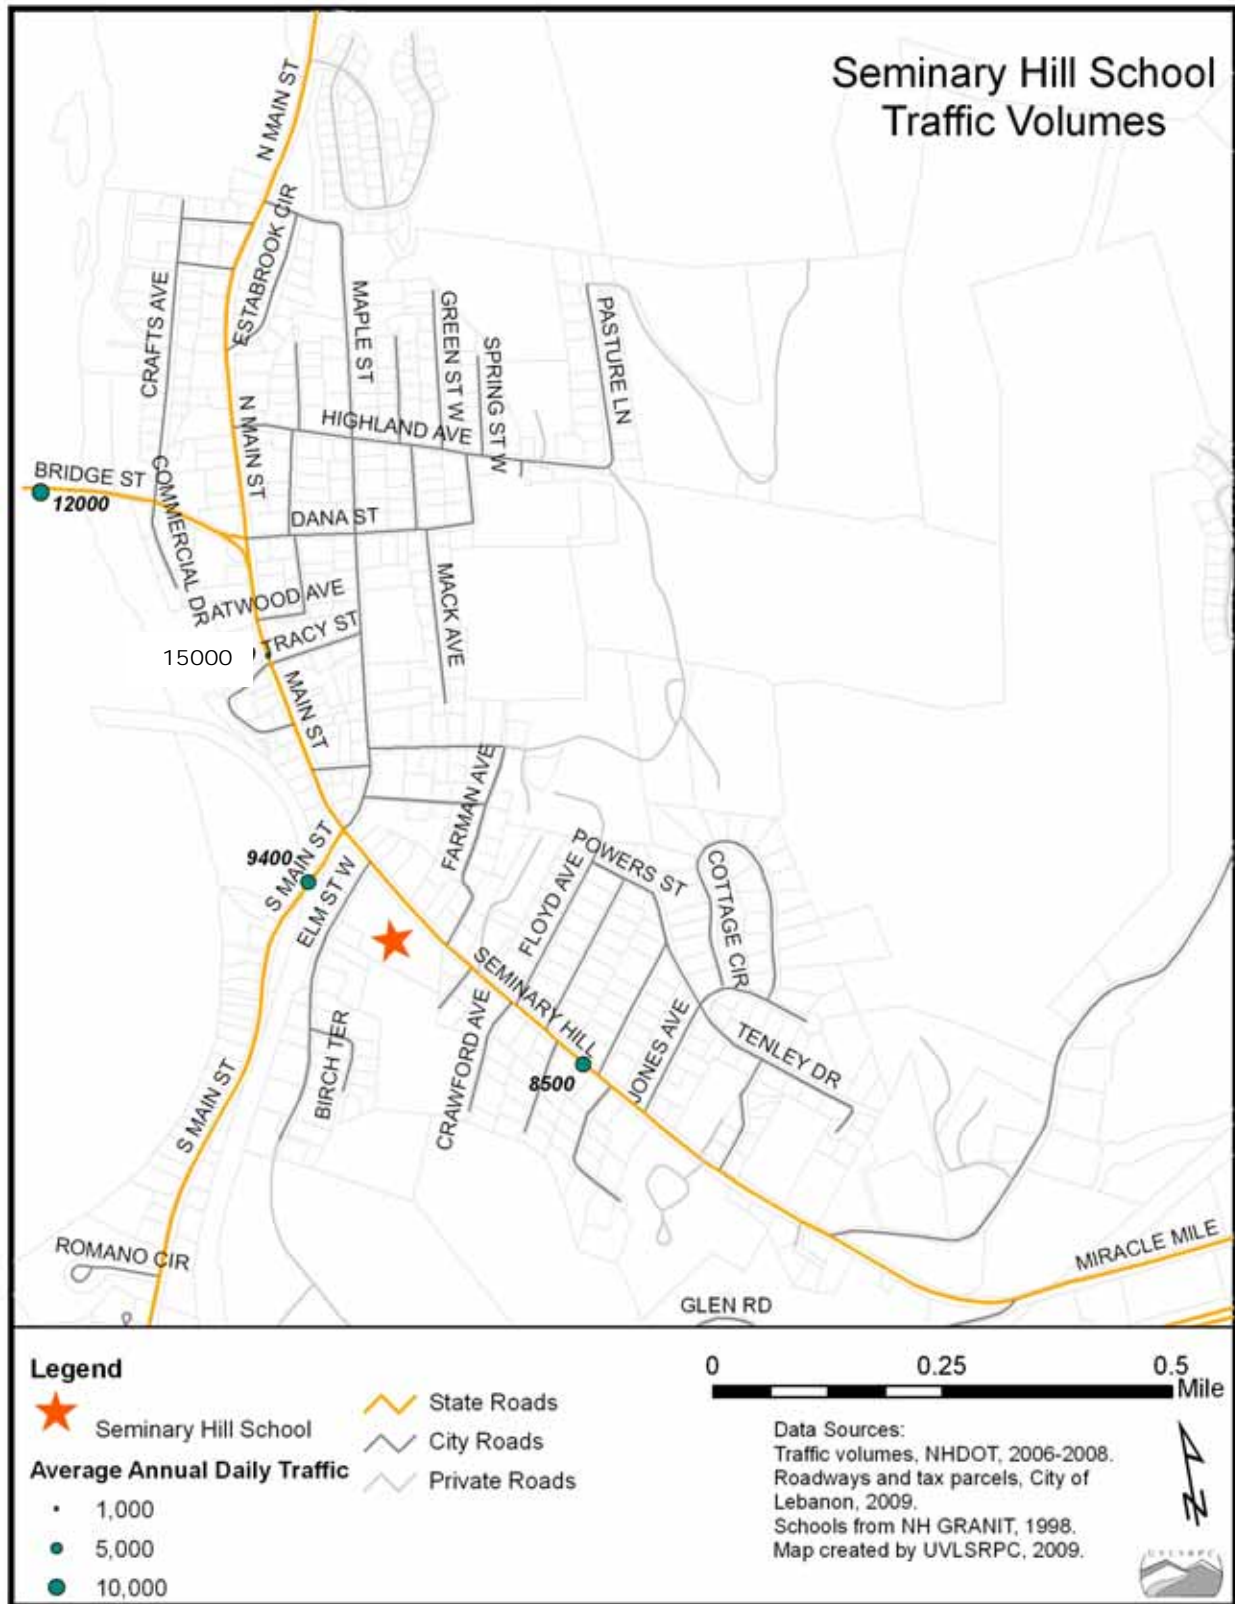 Seminary Hill School
Traffic Volumes
N MAIN ST
ESTABROOK CIR
CRAFTS AVE
MAPLE ST
GREEN ST W
SPRING ST W
PASTURE LN
N MAIN ST
HIGHLAND AVE
BRIDGE ST
12000
COMMERCIAL DR
DANA ST
ATWOOD AVE
MACK AVE
TRACY ST
15000
MAIN ST
FARMAN AVE
S MAIN ST
9400
ELM ST W
POWERS ST
FLOYD AVE
COTTAGE CIR
SEMINARY HILL
CRAWFORD AVE
BIRCH TER
8500
JONES AVE
TENLEY DR
S MAIN ST
ROMANO CIR
MIRACLE MILE
GLEN RD
Legend
Seminary Hill School
Average Annual Daily Traffic
1,000
5,000
10,000
State Roads
City Roads
Private Roads
0 0.25 0.5
Mile
Data Sources:
Traffic volumes, NHDOT, 2006-2008.
Roadways and tax parcels, City of
Lebanon, 2009.
Schools from NH GRANIT, 1998.
Map created by UVLSRPC, 2009.
N
UVLSRPC